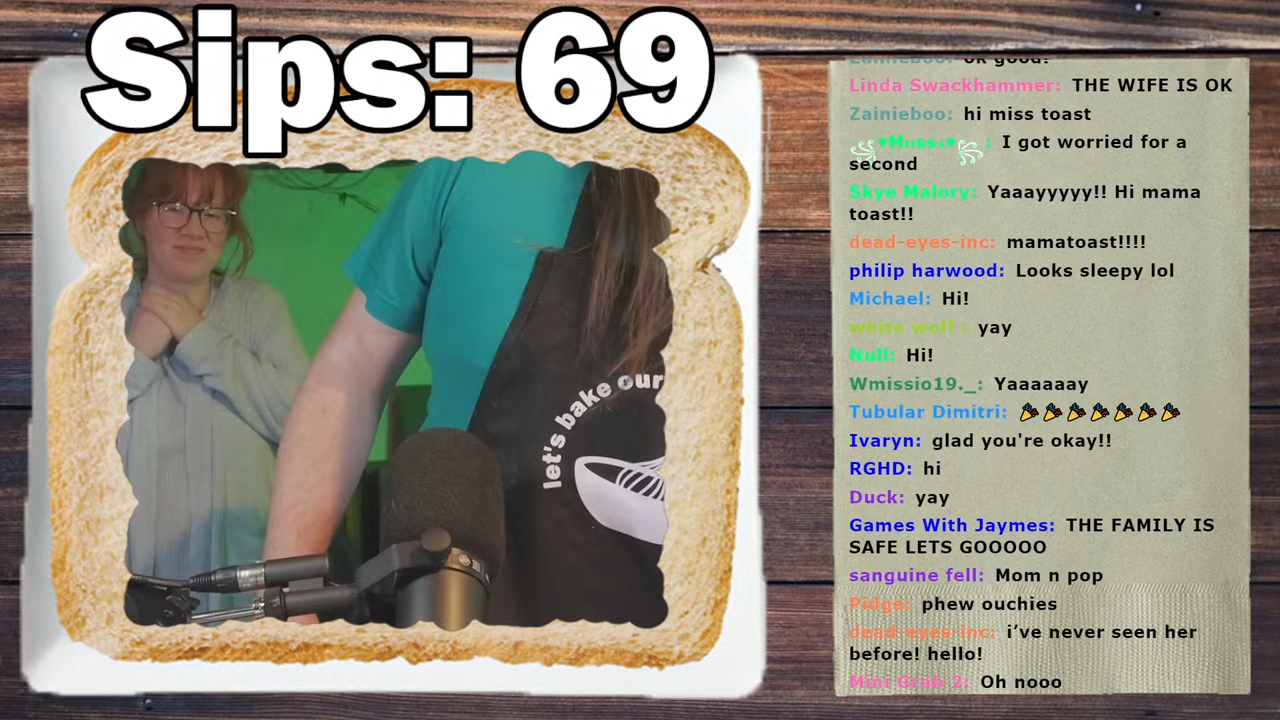 Sips: 69
let's bake our
Zainieboo: ok good!
Linda Swackhammer: THE WIFE IS OK
Zainieboo: hi miss toast
♥Missa♥ : I got worried for a
second
Skye Malory: Yaaayyyyy!! Hi mama
toast!!
dead-eyes-inc: mamatoast!!!!
philip harwood: Looks sleepy lol
Michael: Hi!
white wolf : yay
Null: Hi!
Wmissio19._: Yaaaaaay
Tubular Dimitri: 🎉🎉🎉🎉🎉🎉🎉
Ivaryn: glad you're okay!!
RGHD: hi
Duck: yay
Games With Jaymes: THE FAMILY IS
SAFE LETS GOOOOO
sanguine fell: Mom n pop
Pidge: phew ouchies
dead-eyes-inc: i’ve never seen her
before! hello!
Mini Grab 2: Oh nooo